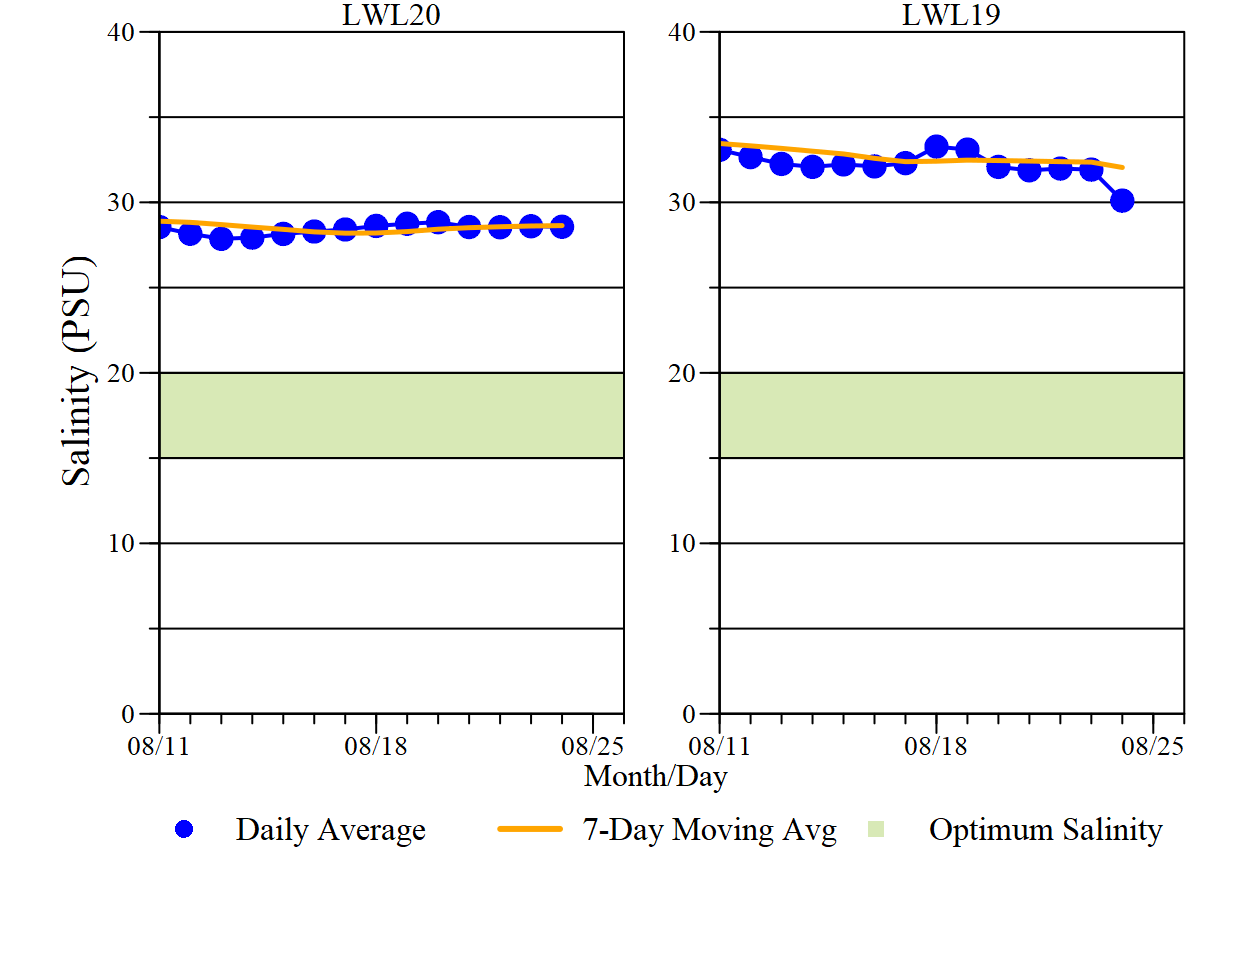 LWL20
LWL19
40
30
20
10
0
Salinity (PSU)
40
30
20
10
0
08/11
08/18
08/25
08/11
08/18
08/25
Month/Day
Daily Average
7-Day Moving Avg
Optimum Salinity